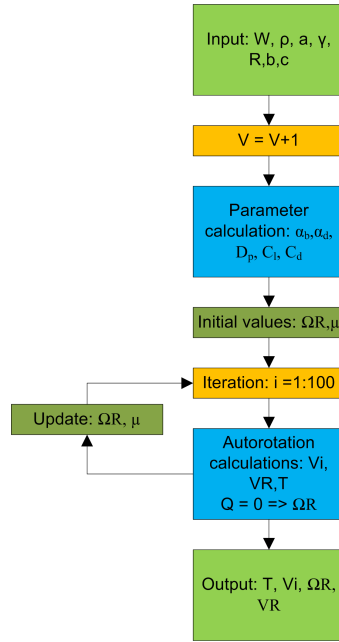 Input: W, ρ, a, γ,
R,b,c
V = V+1
Parameter
calculation: α_b,α_d,
D_p, C_l, C_d
Initial values: ΩR,μ
Iteration: i =1:100
Update: ΩR, μ
Autorotation
calculations: Vi,
VR,T
Q = 0 => ΩR
Output: T, Vi, ΩR,
VR